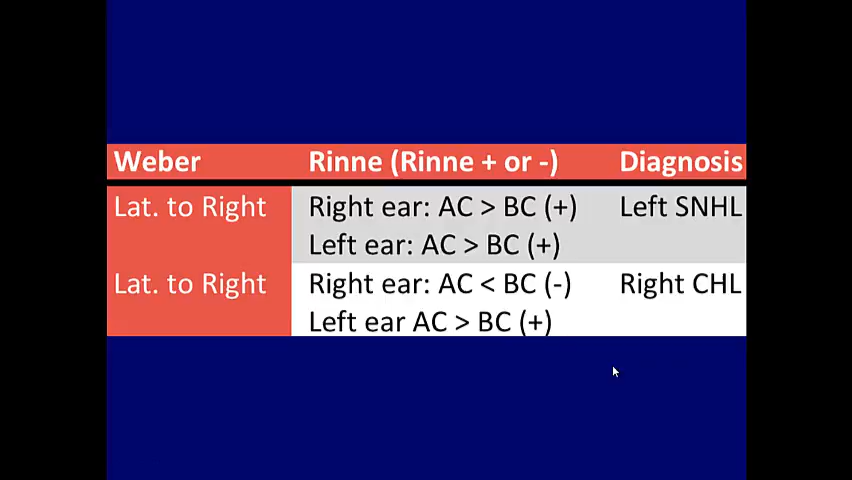 Weber Rinne (Rinne + or -) Diagnosis
Lat. to Right Right ear: AC > BC (+) Left SNHL
Left ear: AC > BC (+)
Lat. to Right Right ear: AC < BC (-) Right CHL
Left ear AC > BC (+)